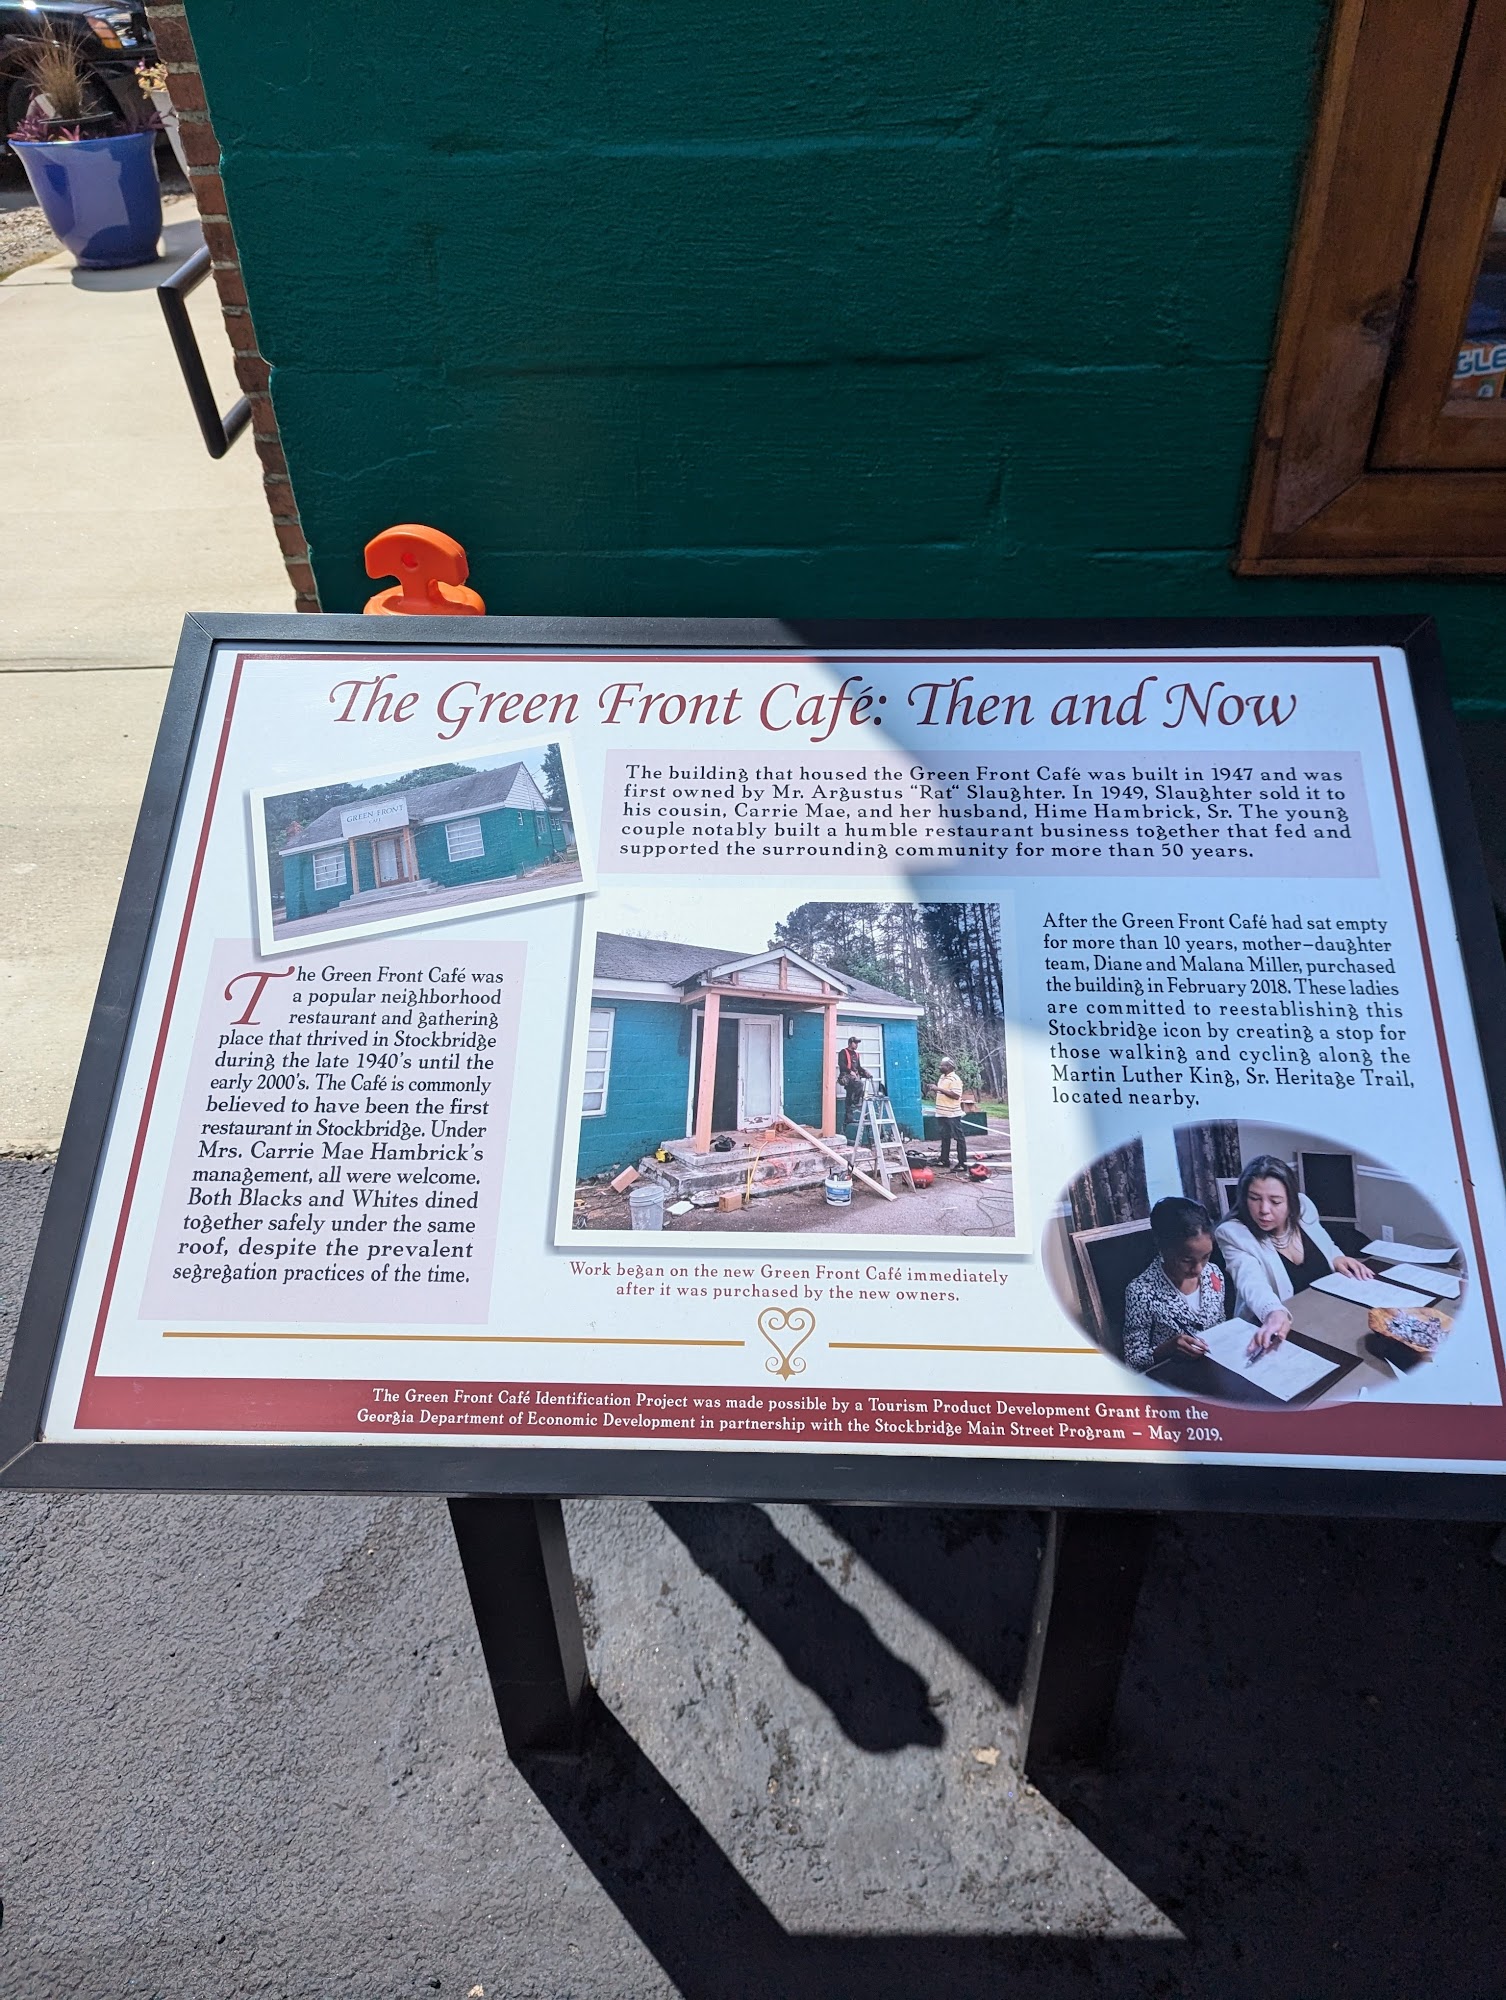 The Green Front Café: Then and Now
GREEN FRONT
CAFE
The building that housed the Green Front Café was built in 1947 and was
first owned by Mr. Argustus “Rat“ Slaughter. In 1949, Slaughter sold it to
his cousin, Carrie Mae, and her husband, Hime Hambrick, Sr. The young
couple notably built a humble restaurant business together that fed and
supported the surrounding community for more than 50 years.
The Green Front Café was
a popular neighborhood
restaurant and gathering
place that thrived in Stockbridge
during the late 1940's until the
early 2000's. The Café is commonly
believed to have been the first
restaurant in Stockbridge. Under
Mrs. Carrie Mae Hambrick's
management, all were welcome.
Both Blacks and Whites dined
together safely under the same
roof, despite the prevalent
segregation practices of the time.
Work began on the new Green Front Café immediately
after it was purchased by the new owners.
After the Green Front Café had sat empty
for more than 10 years, mother–daughter
team, Diane and Malana Miller, purchased
the building in February 2018. These ladies
are committed to reestablishing this
Stockbridge icon by creating a stop for
those walking and cycling along the
Martin Luther King, Sr. Heritage Trail,
located nearby.
The Green Front Café Identification Project was made possible by a Tourism Product Development Grant from the
Georgia Department of Economic Development in partnership with the Stockbridge Main Street Program – May 2019.